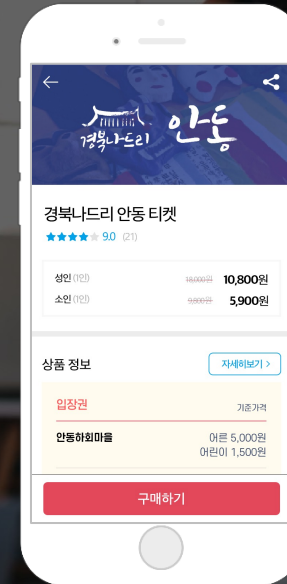 경북나드리 안동
경북나드리 안동 티켓
★★★★★ 9.0 (21)
성인 (1인) 18,000원 10,800원
소인 (1인) 9,800원 5,900원
상품 정보 자세히보기 >
입장권 기준가격
안동하회마을 어른 5,000원
어린이 1,500원
구매하기